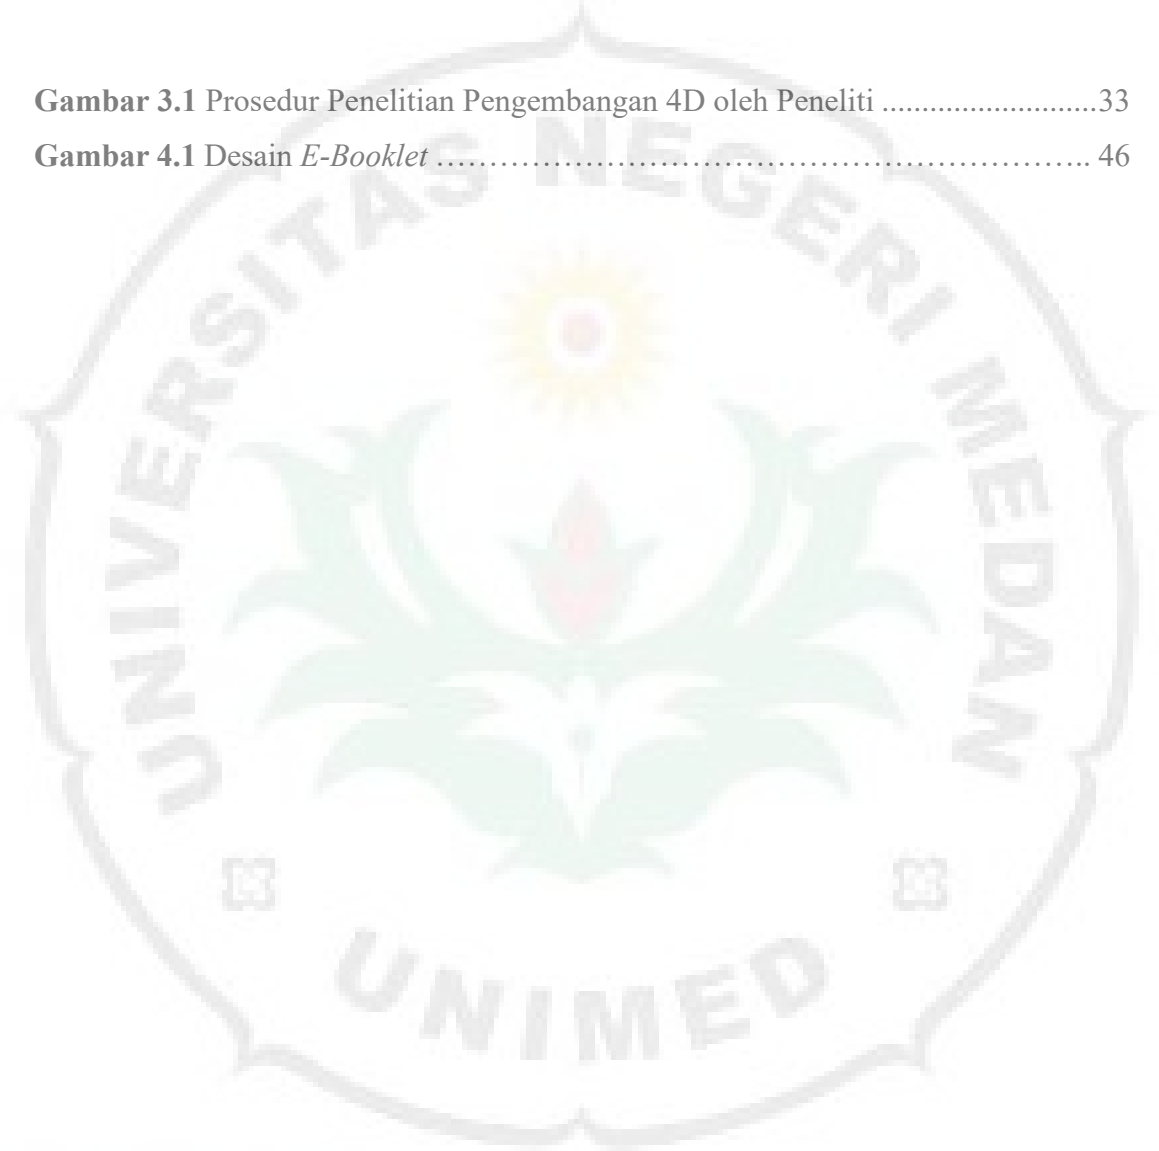 Gambar 3.1 Prosedur Penelitian Pengembangan 4D oleh Peneliti ..........................33
Gambar 4.1 Desain E-Booklet …………………………………………………….. 46
UNIVERSITAS NEGERI MEDAN
UNIMED